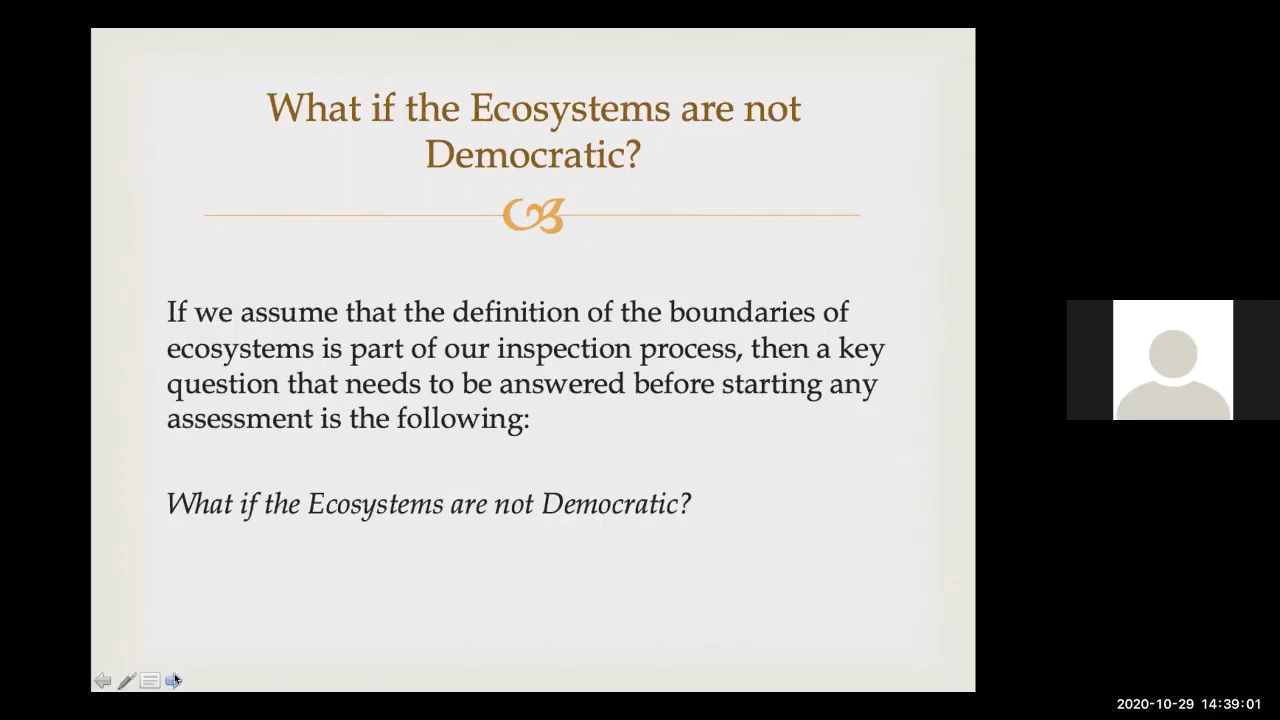 What if the Ecosystems are not
Democratic?
If we assume that the definition of the boundaries of
ecosystems is part of our inspection process, then a key
question that needs to be answered before starting any
assessment is the following:
What if the Ecosystems are not Democratic?
2020-10-29 14:39:01